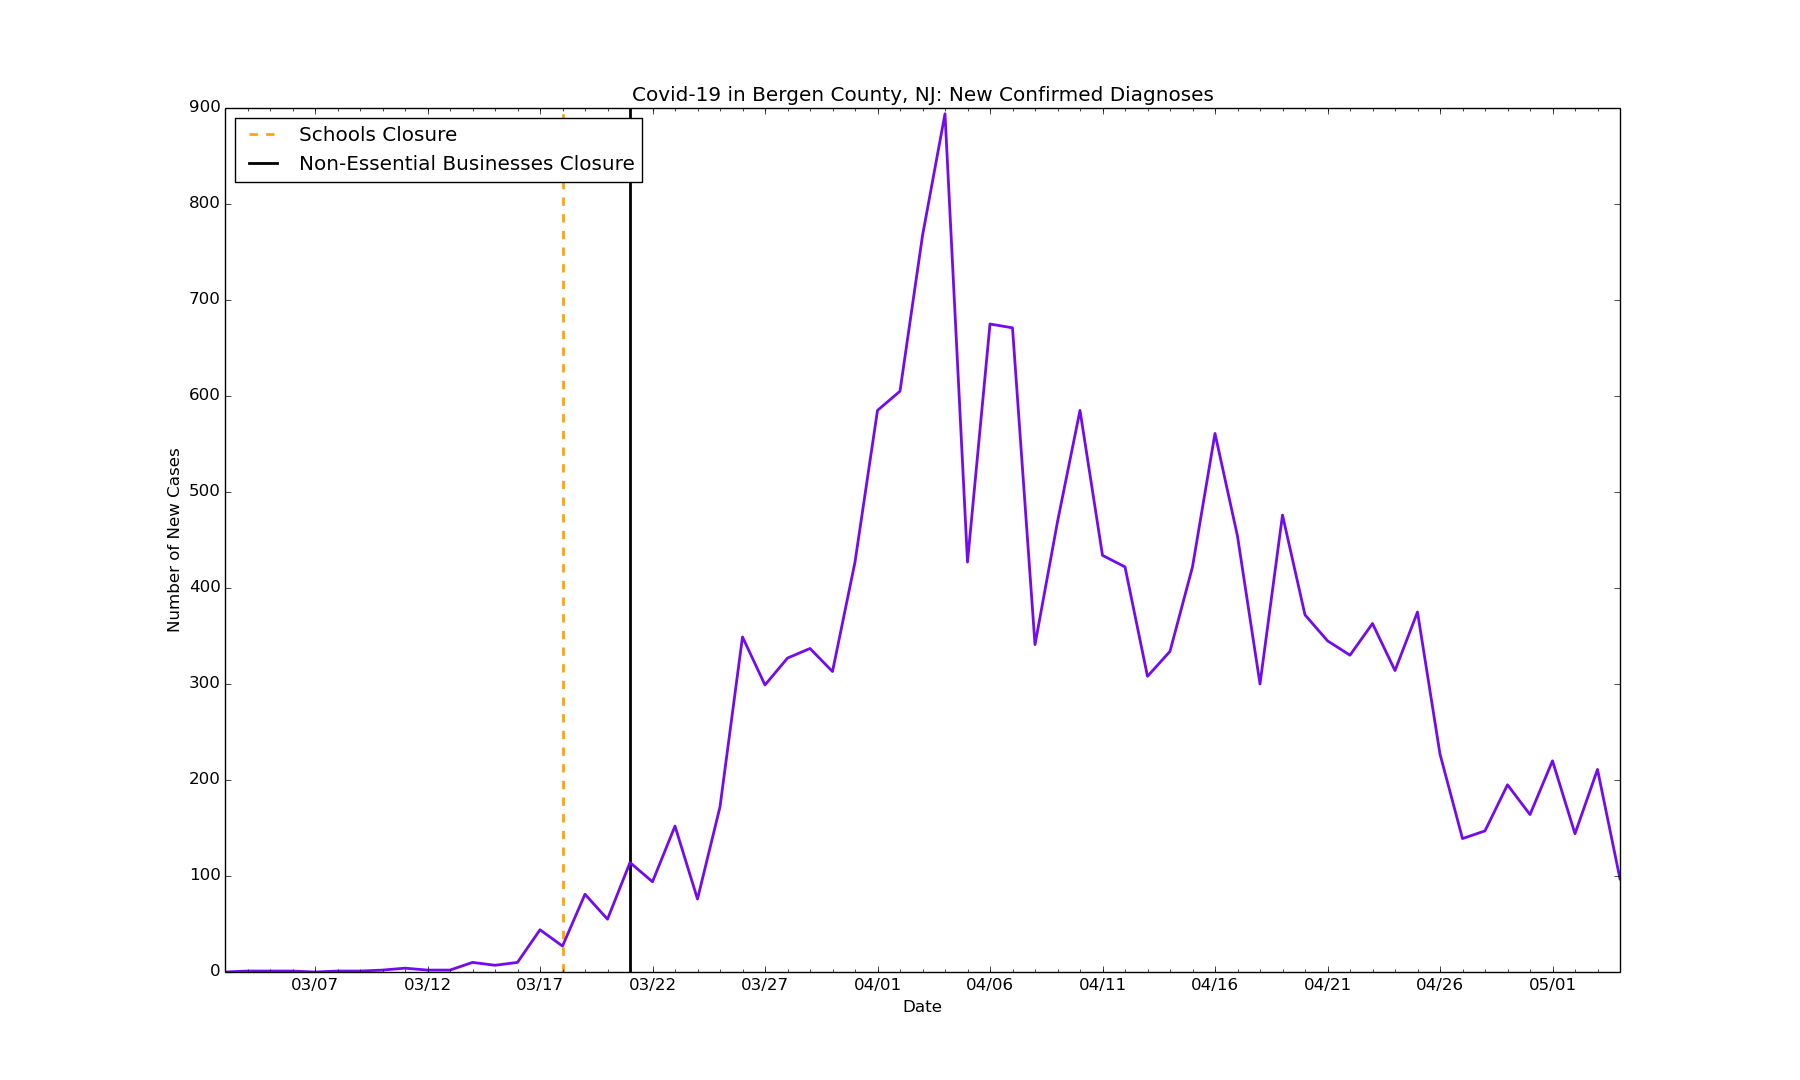 Covid-19 in Bergen County, NJ: New Confirmed Diagnoses
Schools Closure
Non-Essential Businesses Closure
900
800
700
600
500
400
300
200
100
0
Number of New Cases
03/07 03/12 03/17 03/22 03/27 04/01 04/06 04/11 04/16 04/21 04/26 05/01
Date